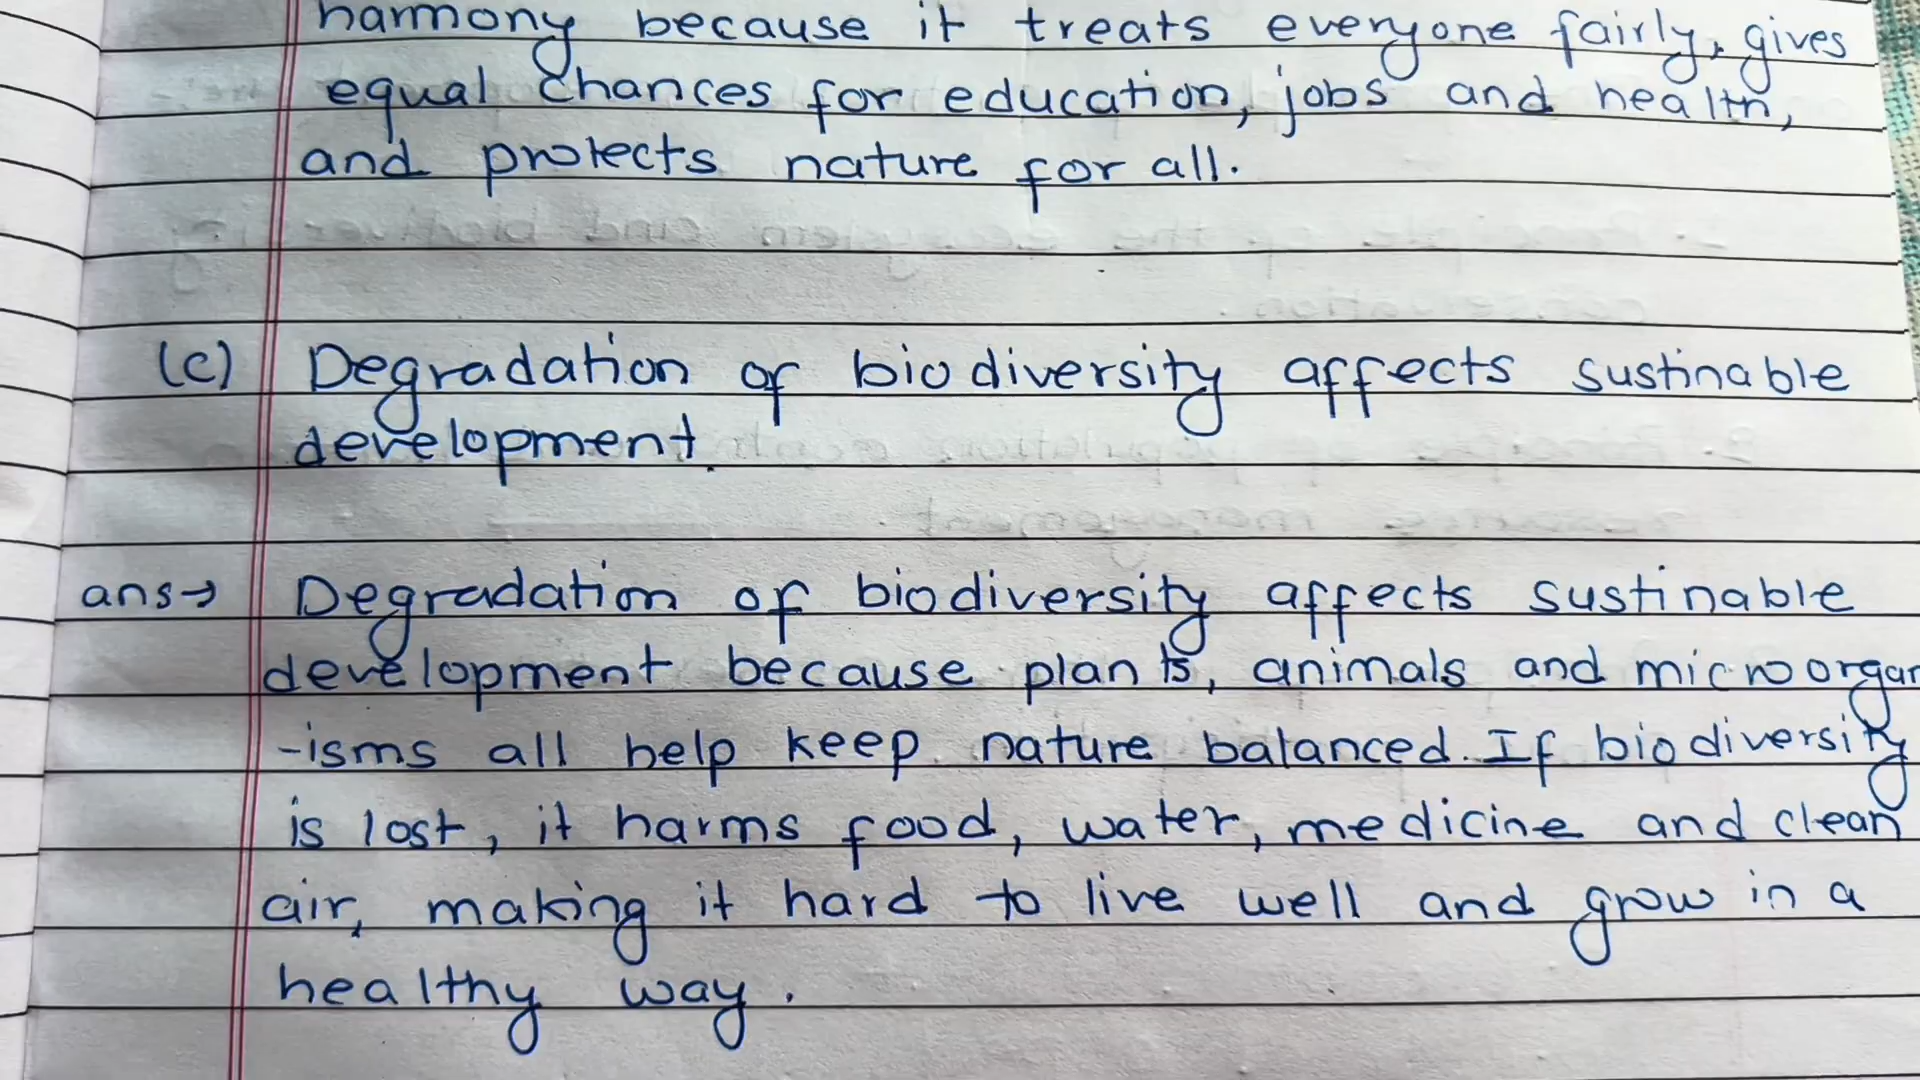 harmony because it treats everyone fairly, gives
equal chances for education, jobs and health,
and protects nature for all.
(c) Degradation of biodiversity affects sustinable
development.
ans→ Degradation of biodiversity affects sustinable
development because plants, animals and microorgan
-isms all help keep nature balanced. If biodiversity
is lost, it harms food, water, medicine and clean
air, making it hard to live well and grow in a
healthy way.